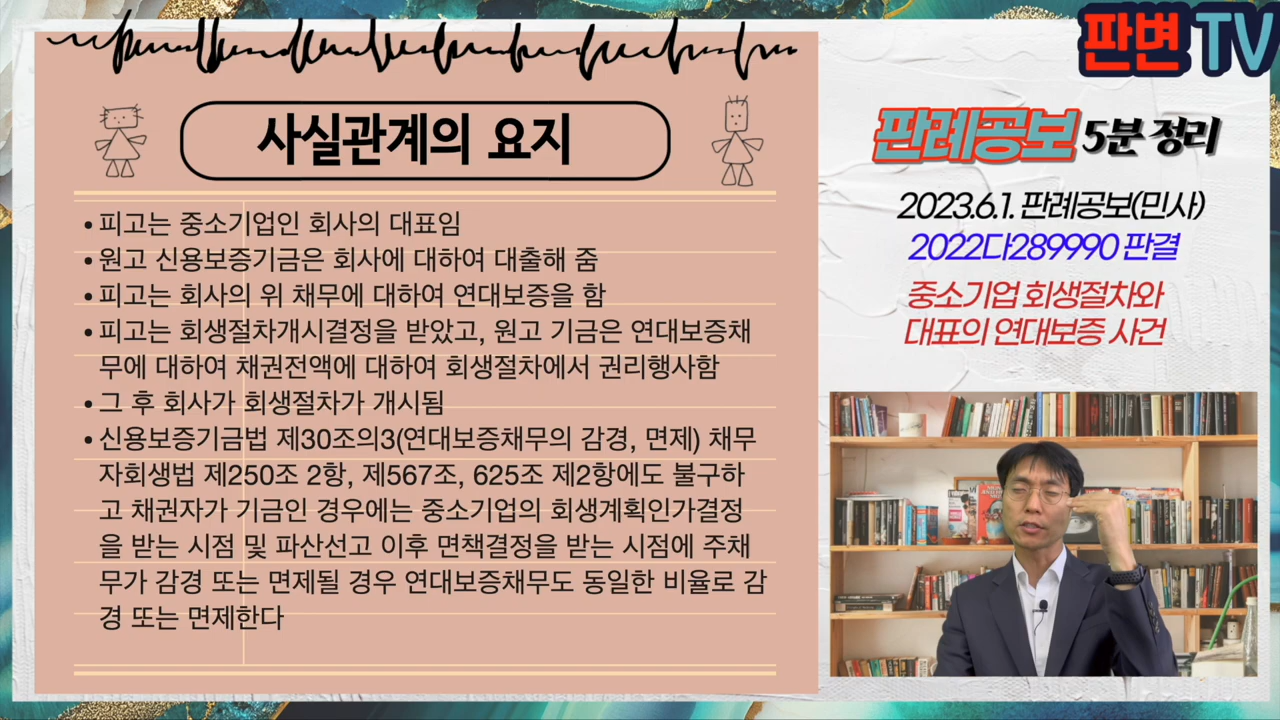 판변 TV
사실관계의 요지
• 피고는 중소기업인 회사의 대표임
• 원고 신용보증기금은 회사에 대하여 대출해 줌
• 피고는 회사의 위 채무에 대하여 연대보증을 함
• 피고는 회생절차개시결정을 받았고, 원고 기금은 연대보증채
무에 대하여 채권전액에 대하여 회생절차에서 권리행사함
• 그 후 회사가 회생절차가 개시됨
• 신용보증기금법 제30조의3(연대보증채무의 감경, 면제) 채무
자회생법 제250조 2항, 제567조, 625조 제2항에도 불구하
고 채권자가 기금인 경우에는 중소기업의 회생계획인가결정
을 받는 시점 및 파산선고 이후 면책결정을 받는 시점에 주채
무가 감경 또는 면제될 경우 연대보증채무도 동일한 비율로 감
경 또는 면제한다
판례공보 5분 정리
2023.6.1. 판례공보(민사)
2022다289990 판결
중소기업 회생절차와
대표의 연대보증 사건